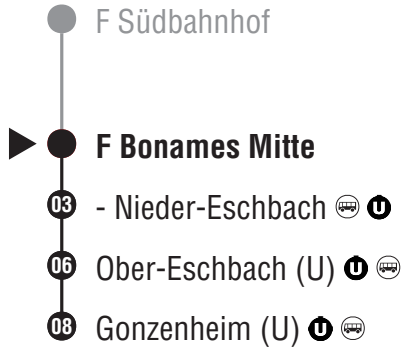 F Südbahnhof
F Bonames Mitte
03 - Nieder-Eschbach U
06 Ober-Eschbach (U) U
08 Gonzenheim (U) U